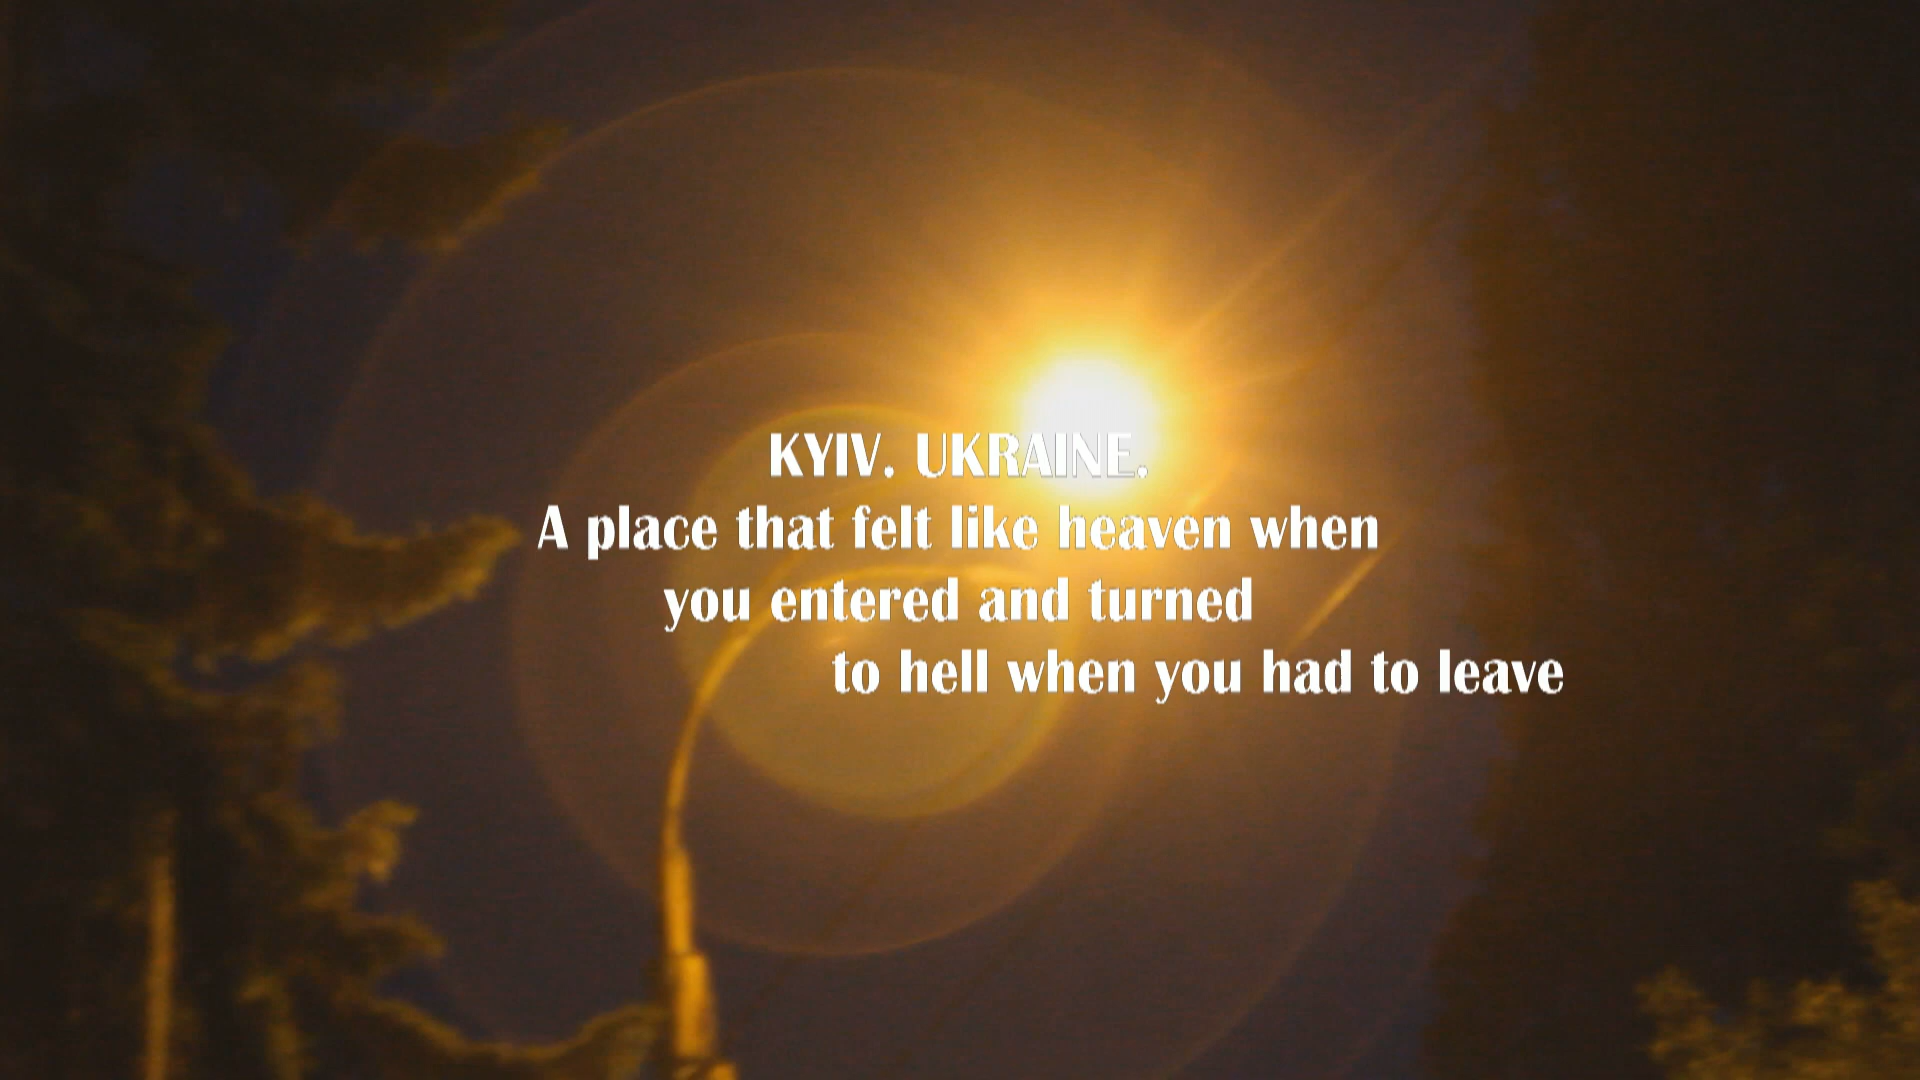 KYIV. UKRAINE.
A place that felt like heaven when
you entered and turned
to hell when you had to leave